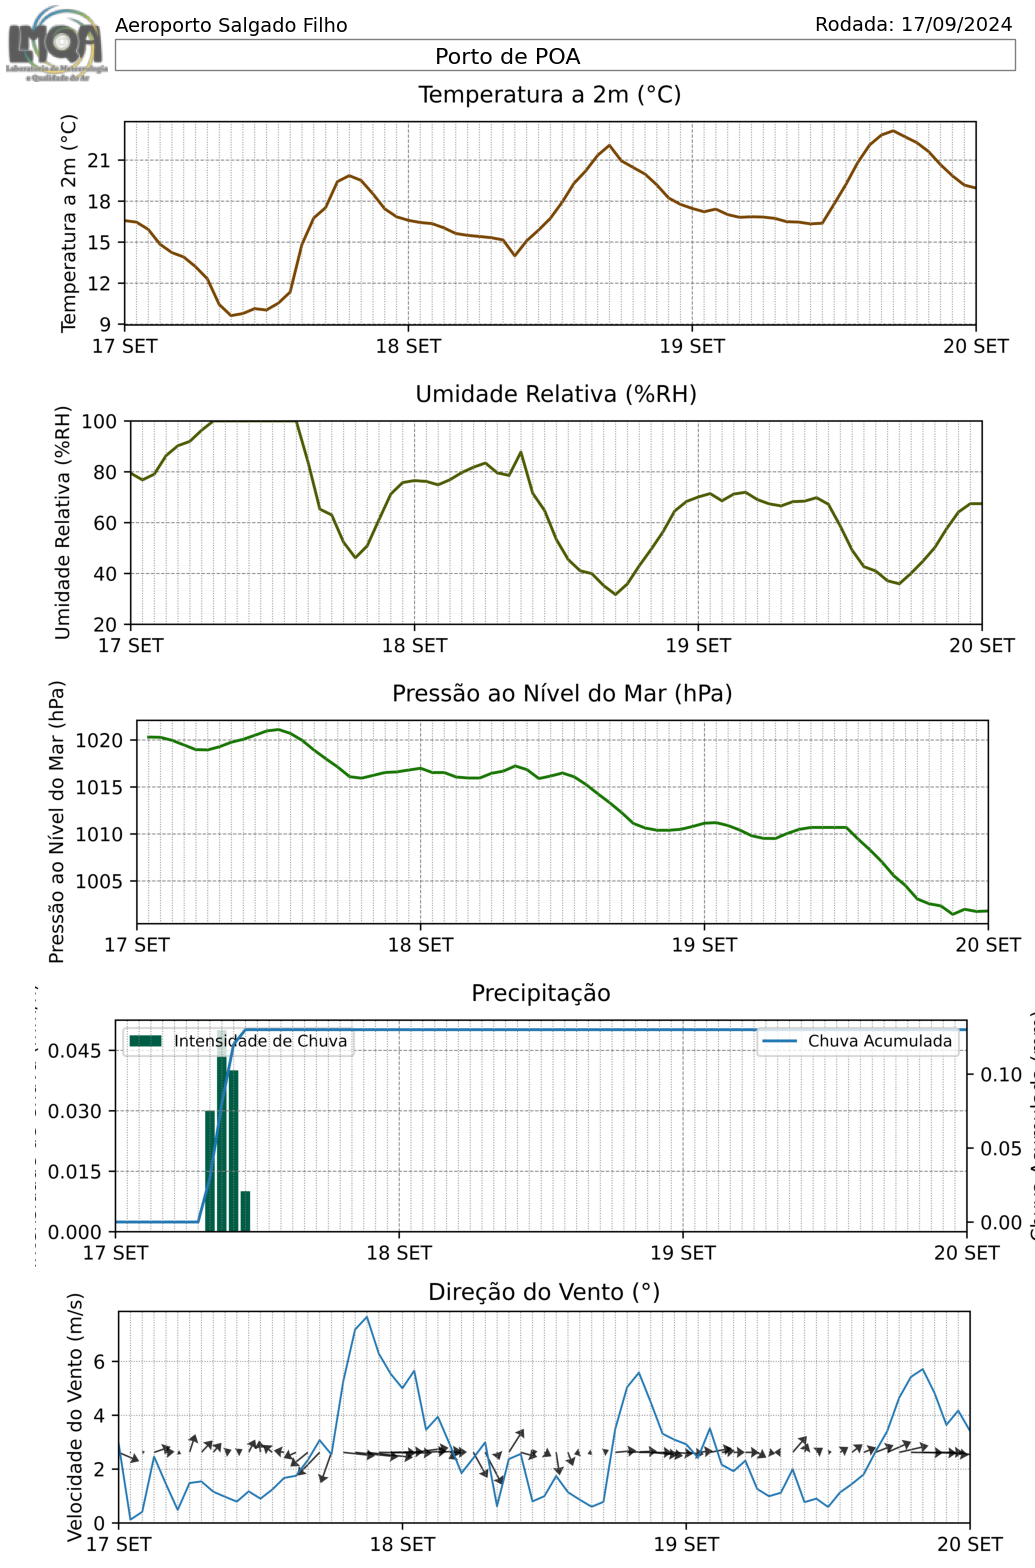 LMQA
Laboratório de Meteorologia
e Qualidade do Ar
Aeroporto Salgado Filho
Rodada: 17/09/2024
Porto de POA
Temperatura a 2m (°C)
Temperatura a 2m (°C)
21
18
15
12
9
17 SET 18 SET 19 SET 20 SET
Umidade Relativa (%RH)
Umidade Relativa (%RH)
100
80
60
40
20
17 SET 18 SET 19 SET 20 SET
Pressão ao Nível do Mar (hPa)
Pressão ao Nível do Mar (hPa)
1020
1015
1010
1005
17 SET 18 SET 19 SET 20 SET
Precipitação
Intensidade de Chuva
Chuva Acumulada
0.045
0.030
0.015
0.000
0.10
0.05
0.00
17 SET 18 SET 19 SET 20 SET
Direção do Vento (°)
Velocidade do Vento (m/s)
6
4
2
0
17 SET 18 SET 19 SET 20 SET